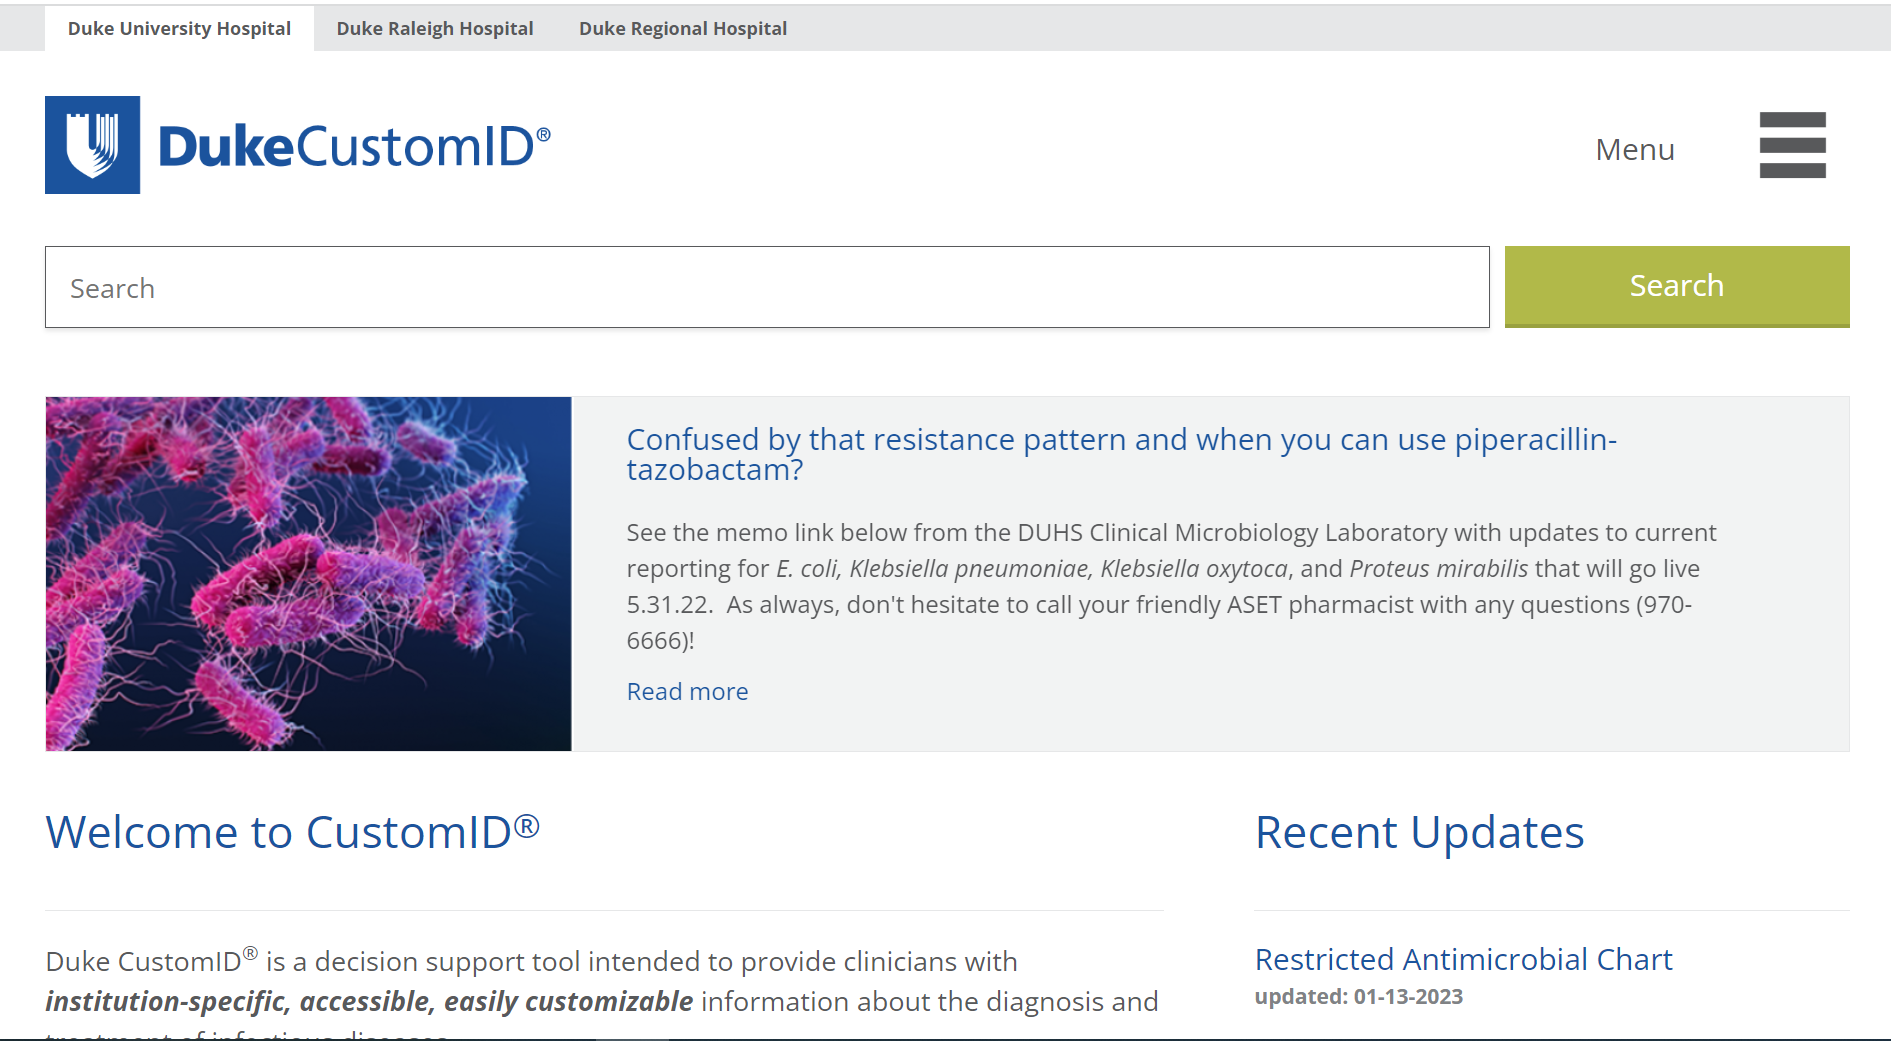 Duke University Hospital Duke Raleigh Hospital Duke Regional Hospital
DukeCustomID®
Menu
Search Search
Confused by that resistance pattern and when you can use piperacillin-
tazobactam?
See the memo link below from the DUHS Clinical Microbiology Laboratory with updates to current
reporting for E. coli, Klebsiella pneumoniae, Klebsiella oxytoca, and Proteus mirabilis that will go live
5.31.22.  As always, don't hesitate to call your friendly ASET pharmacist with any questions (970-
6666)!
Read more
Welcome to CustomID®
Duke CustomID® is a decision support tool intended to provide clinicians with
institution-specific, accessible, easily customizable information about the diagnosis and
treatment of infectious diseases
Recent Updates
Restricted Antimicrobial Chart
updated: 01-13-2023